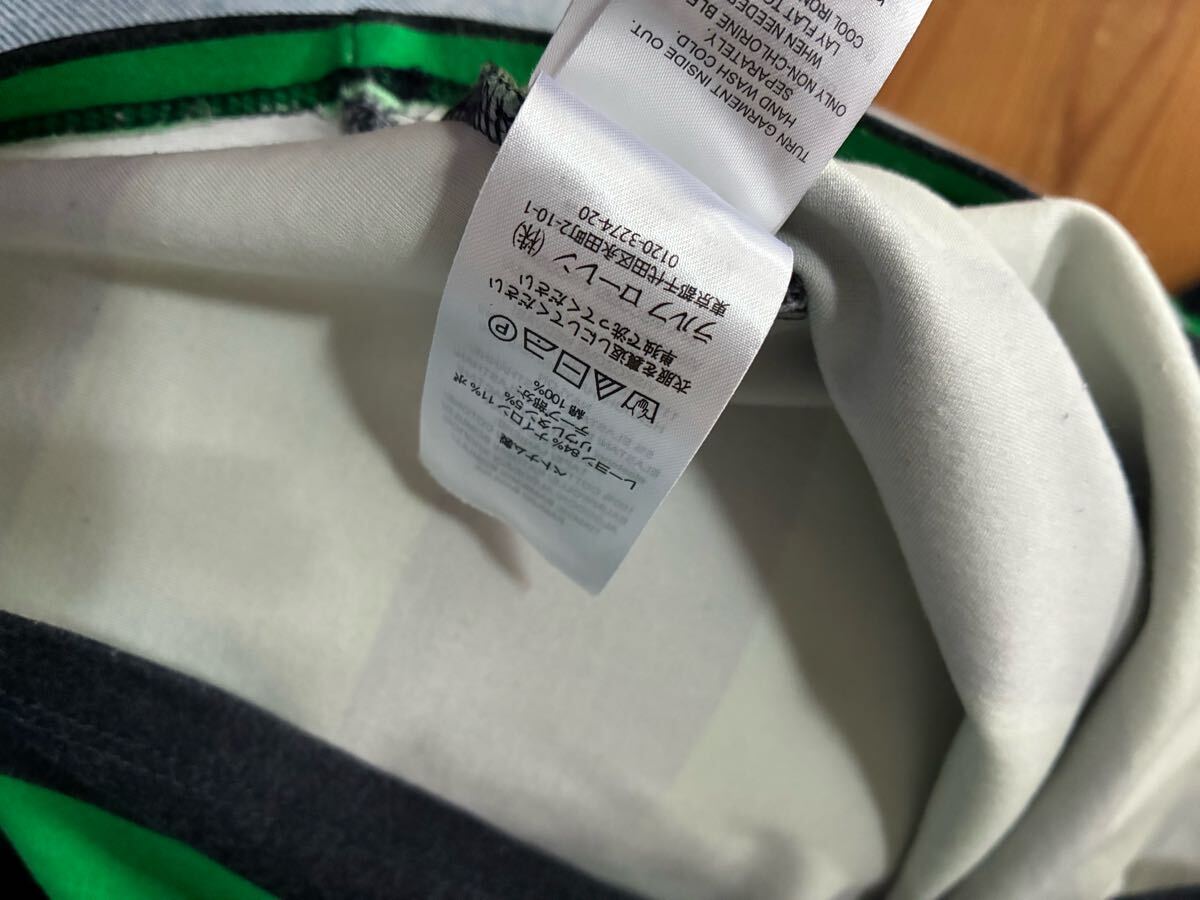 TURN GARMENT INSIDE OUT.
HAND WASH COLD.
SEPARATELY.
ONLY NON-CHLORINE BLE
WHEN NEEDED
LAY FLAT TO
COOL IRON
ベトナム製
レーヨン 84% ナイロン 11% ポ
リウレタン 5%
テープ部分:
綿 100%
P
衣服を裏返しにしてください
単独で洗ってください
ラルフ ローレン (株)
東京都千代田区永田町2-10-1
0120-3274-20